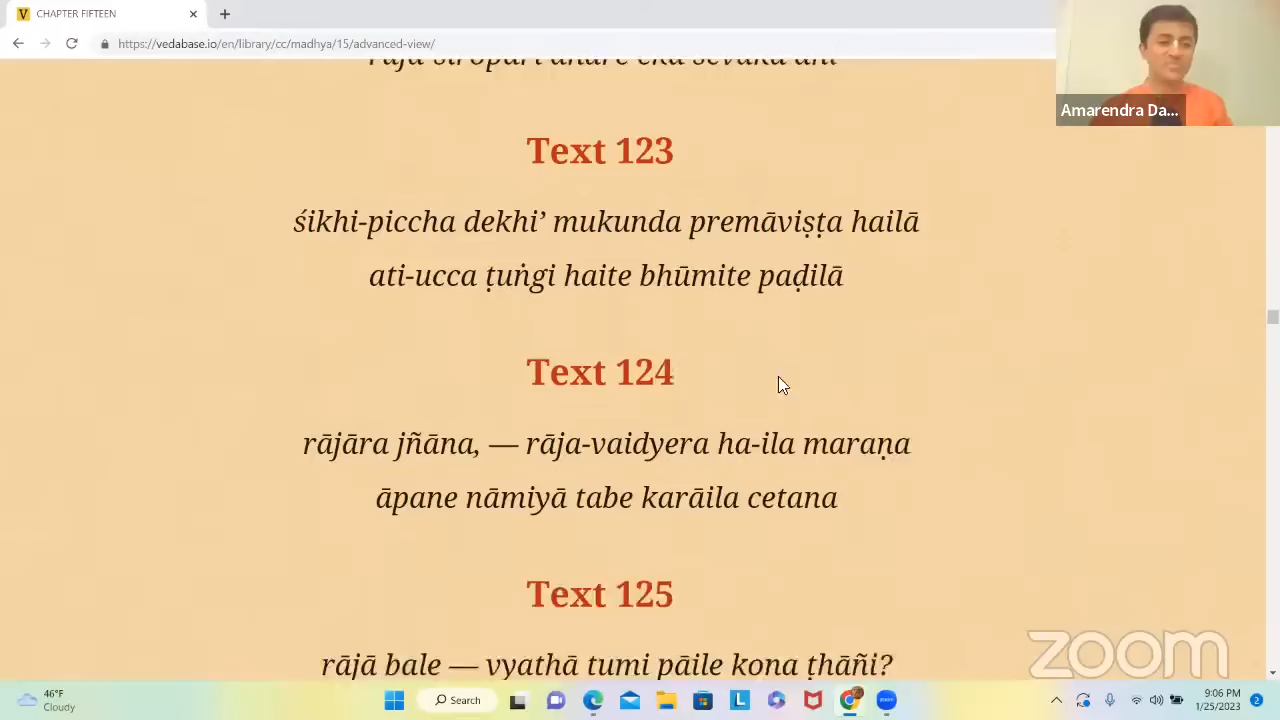 CHAPTER FIFTEEN
https://vedabase.io/en/library/cc/madhya/15/advanced-view/
Amarendra Da...
Text 123
śikhi-piccha dekhi’ mukunda premāviṣṭa hailā
ati-ucca ṭuṅgi haite bhūmite paḍilā
Text 124
rājāra jñāna, — rāja-vaidyera ha-ila maraṇa
āpane nāmiyā tabe karāila cetana
Text 125
rājā bale — vyathā tumi pāile kona ṭhāñi?
zoom
46°F
Cloudy
Search
zoom
9:06 PM
1/25/2023
2